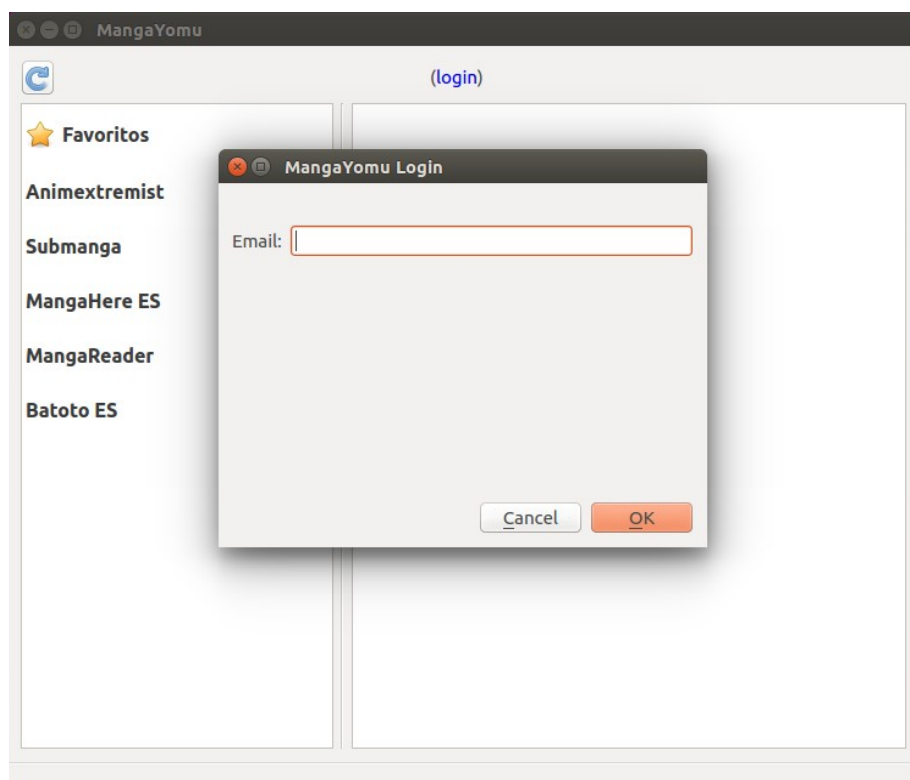 MangaYomu
(login)
Favoritos
Animextremist
Submanga
MangaHere ES
MangaReader
Batoto ES
MangaYomu Login
Email:
Cancel
OK